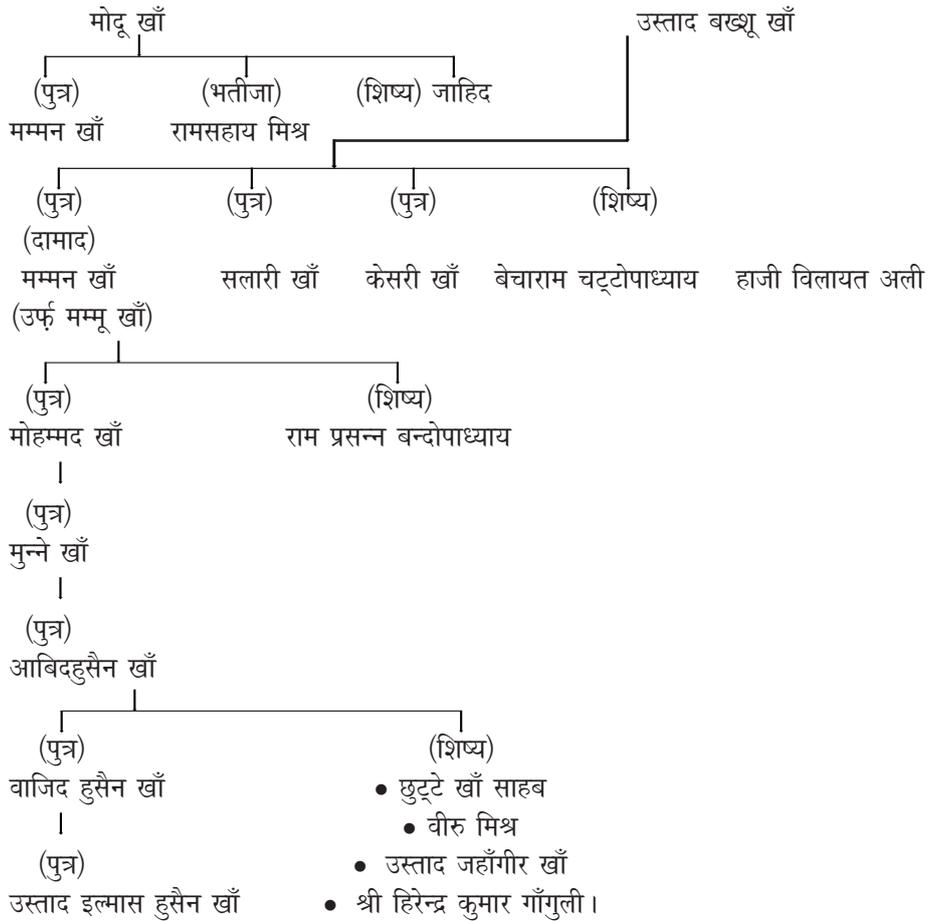 मोदू खाँ उस्ताद बख्शू खाँ
(पुत्र) (भतीजा) (शिष्य) जाहिद
मम्मन खाँ रामसहाय मिश्र
(पुत्र) (पुत्र) (पुत्र) (शिष्य)
(दामाद)
मम्मन खाँ सलारी खाँ केसरी खाँ बेचाराम चट्टोपाध्याय हाजी विलायत अली
(उर्फ़ मम्मू खाँ)
(पुत्र) (शिष्य)
मोहम्मद खाँ राम प्रसन्न बन्दोपाध्याय
(पुत्र)
मुन्ने खाँ
(पुत्र)
आबिदहुसैन खाँ
(पुत्र) (शिष्य)
वाजिद हुसैन खाँ • छुट्टे खाँ साहब
• वीरु मिश्र
(पुत्र) • उस्ताद जहाँगीर खाँ
उस्ताद इल्मास हुसैन खाँ • श्री हिरेन्द्र कुमार गाँगुली।